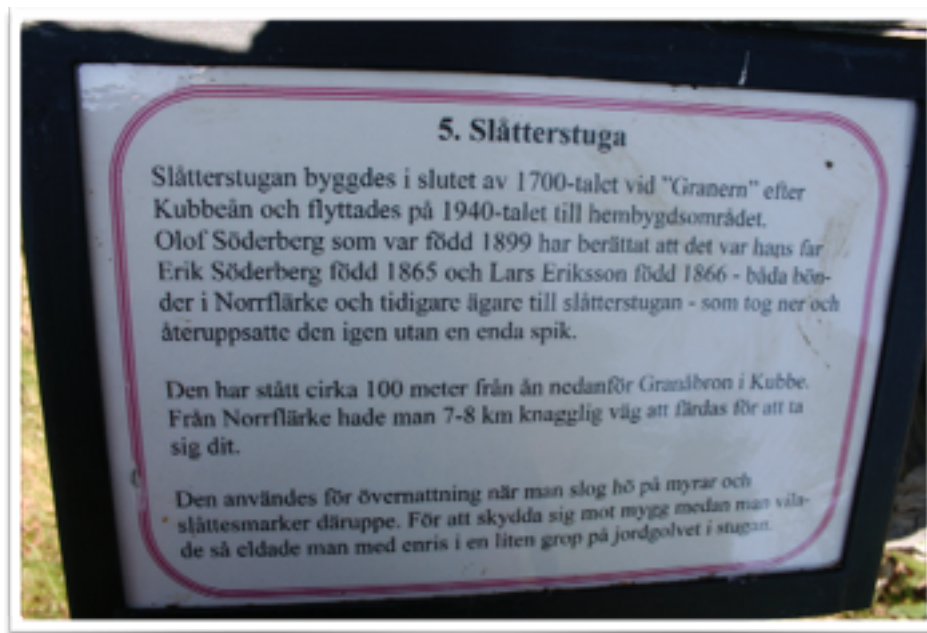 5. Slåtterstuga
Slåtterstugan byggdes i slutet av 1700-talet vid "Granern" efter
Kubbeån och flyttades på 1940-talet till hembygdsområdet.
Olof Söderberg som var född 1899 har berättat att det var hans far
Erik Söderberg född 1865 och Lars Eriksson född 1866 - båda bön-
der i Norrflärke och tidigare ägare till slåtterstugan - som tog ner och
återuppsatte den igen utan en enda spik.
Den har stått cirka 100 meter från ån nedanför Granåbron i Kubbe.
Från Norrflärke hade man 7-8 km knagglig väg att färdas för att ta
sig dit.
Den användes för övernattning när man slog hö på myrar och
slåttesmarker däruppe. För att skydda sig mot mygg medan man vila-
de så eldade man med enris i en liten grop på jordgolvet i stugan.